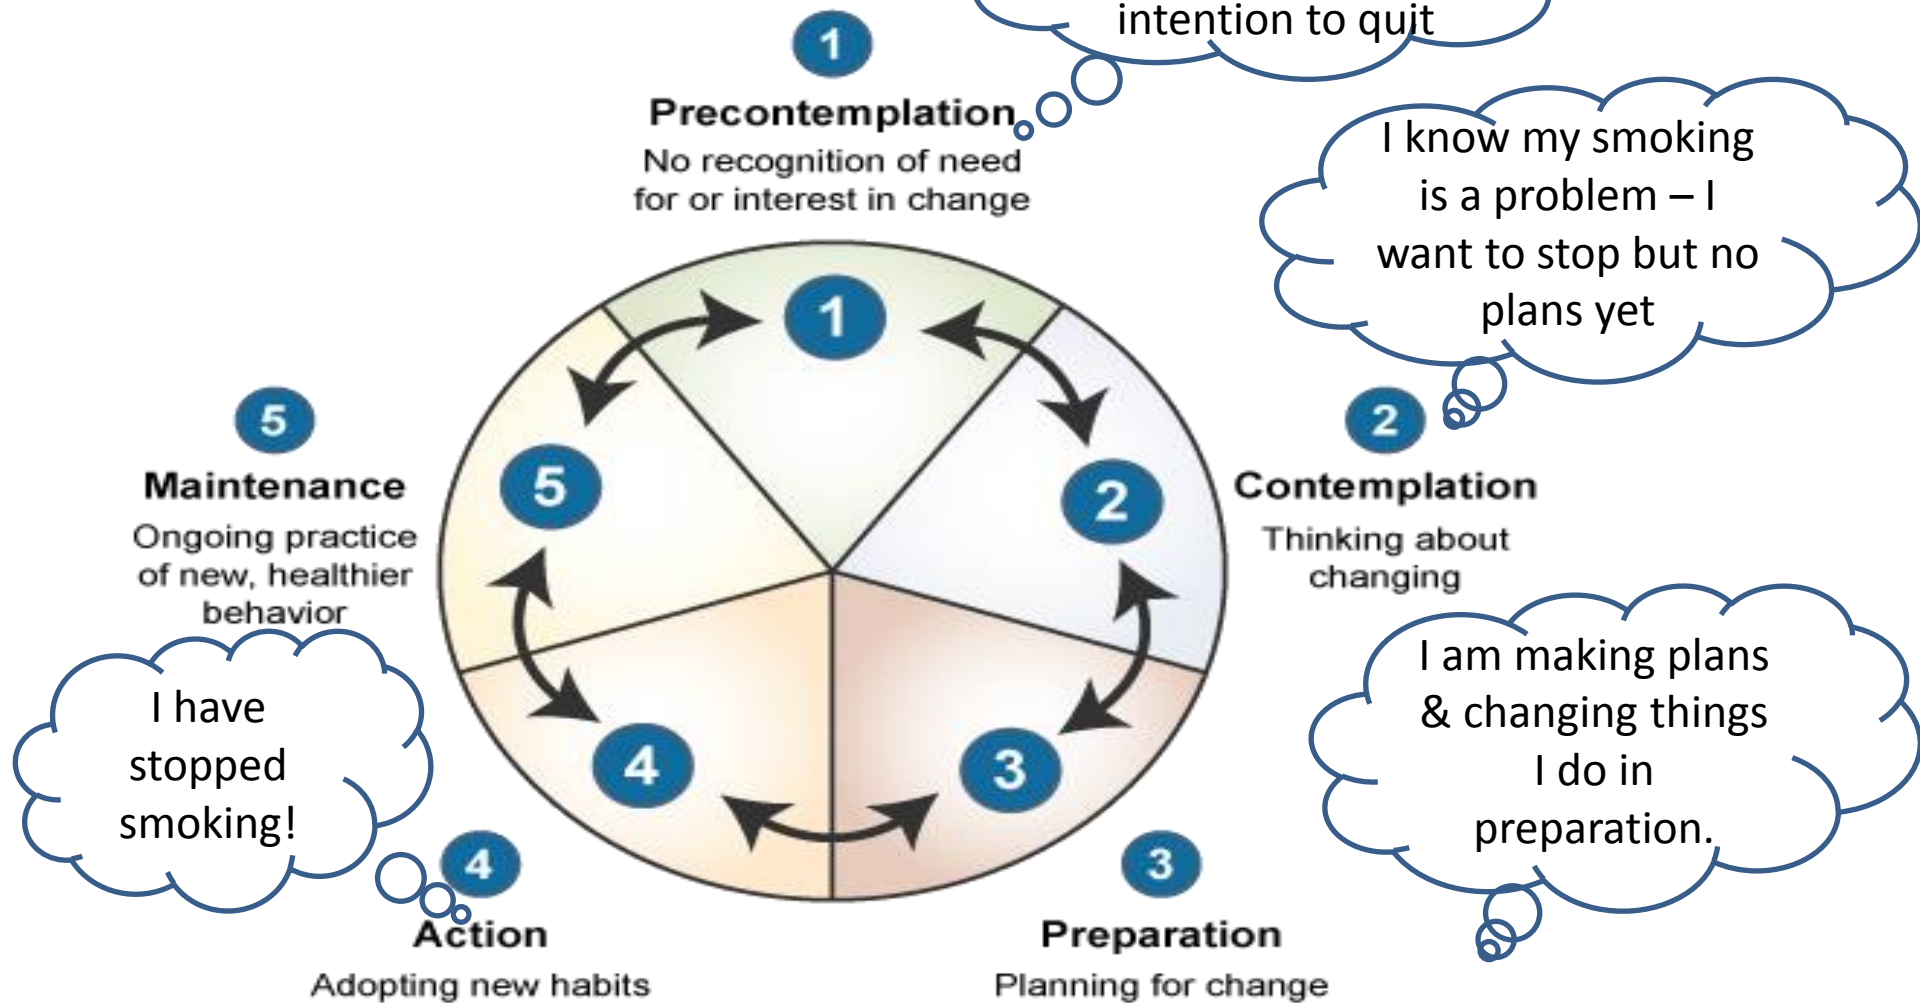 intention to quit
1
Precontemplation
No recognition of need
for or interest in change
I know my smoking
is a problem – I
want to stop but no
plans yet
2
Contemplation
Thinking about
changing
I am making plans
& changing things
I do in
preparation.
3
Preparation
Planning for change
4
Action
Adopting new habits
I have
stopped
smoking!
5
Maintenance
Ongoing practice
of new, healthier
behavior
1
2
3
4
5